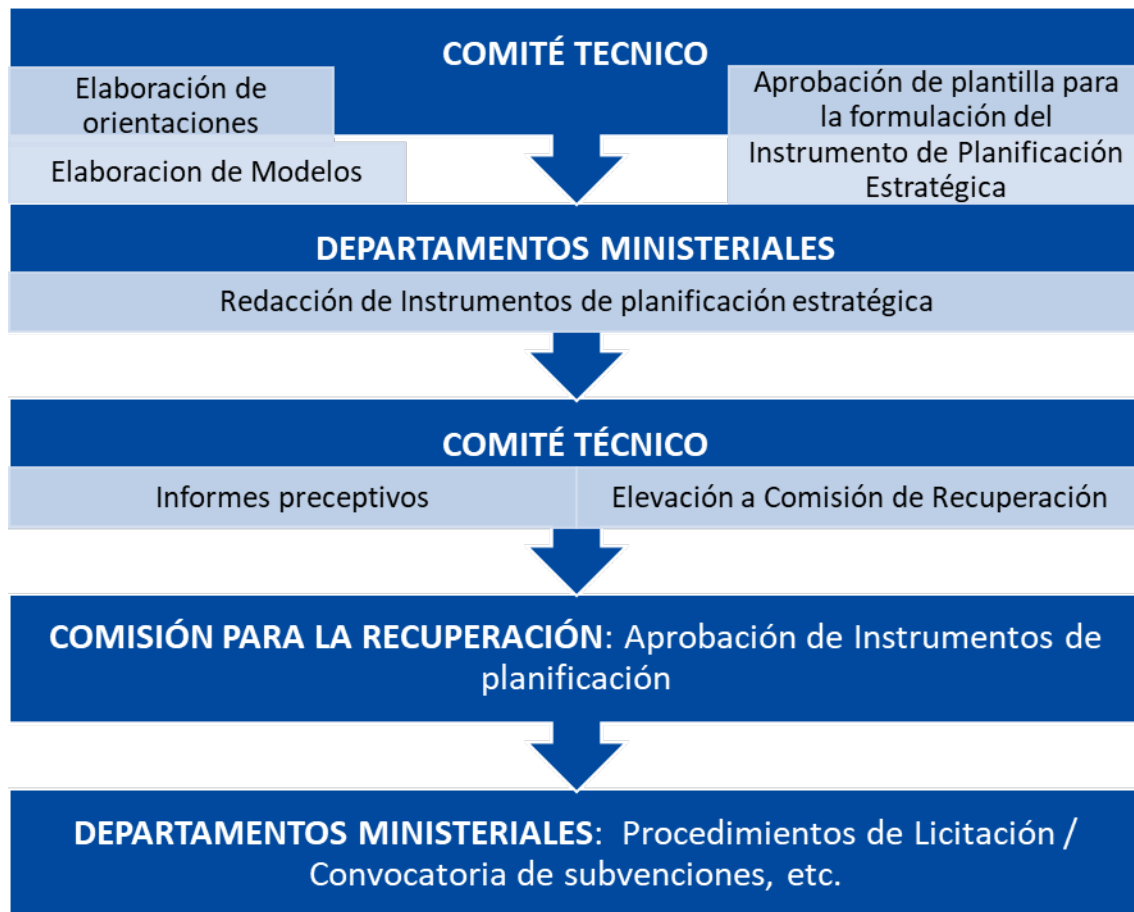 COMITÉ TECNICO
Elaboración de
orientaciones
Elaboracion de Modelos
Aprobación de plantilla para
la formulación del
Instrumento de Planificación
Estratégica
DEPARTAMENTOS MINISTERIALES
Redacción de Instrumentos de planificación estratégica
COMITÉ TÉCNICO
Informes preceptivos
Elevación a Comisión de Recuperación
COMISIÓN PARA LA RECUPERACIÓN: Aprobación de Instrumentos de
planificación
DEPARTAMENTOS MINISTERIALES: Procedimientos de Licitación /
Convocatoria de subvenciones, etc.